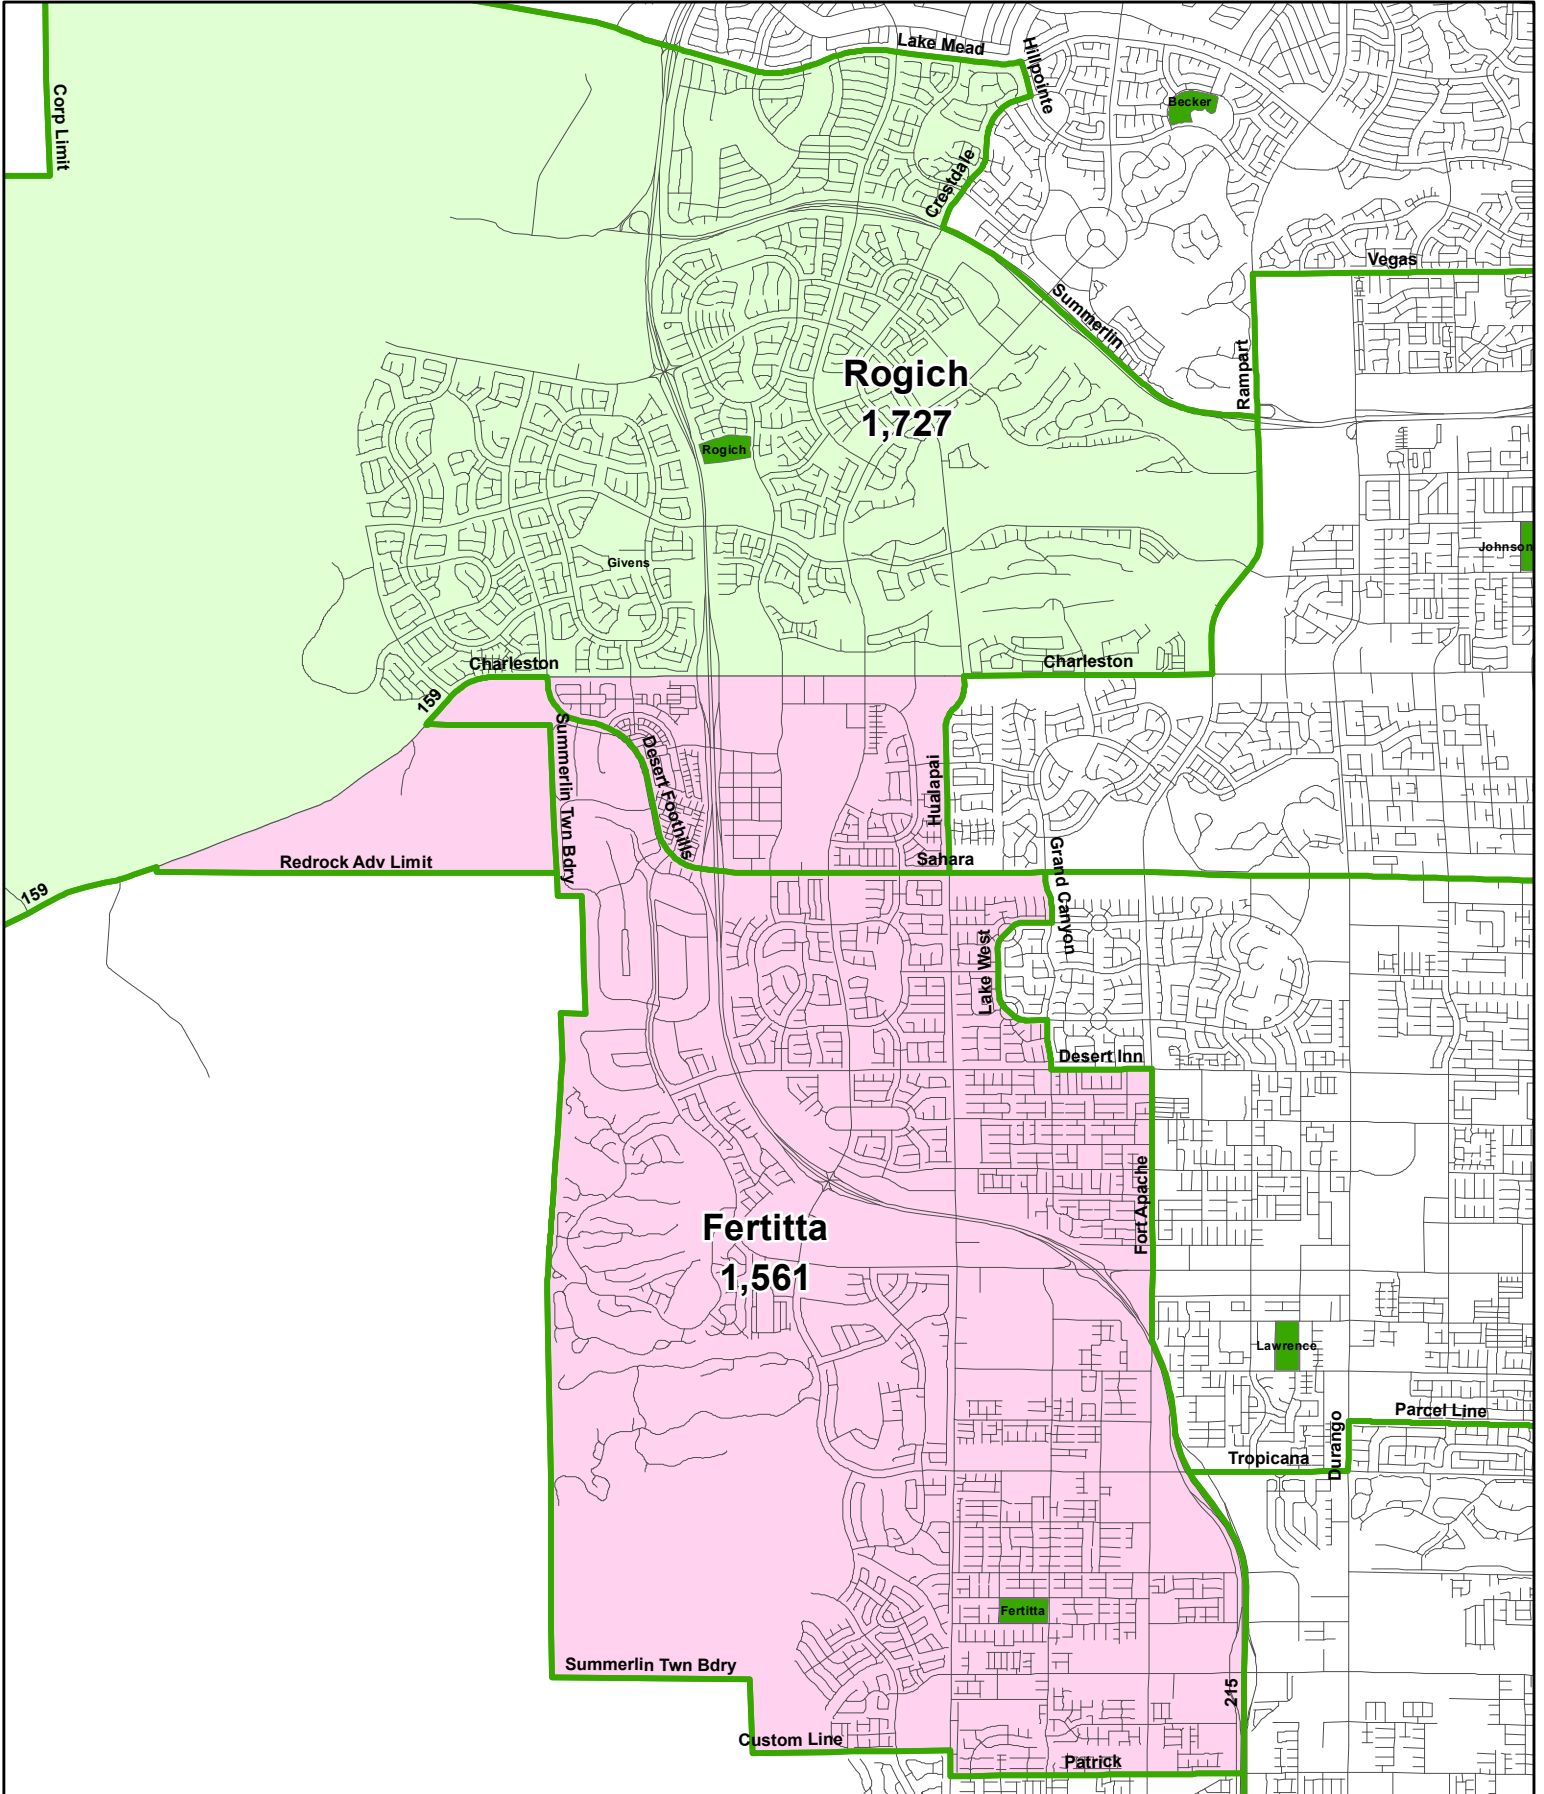 Lake Mead
Hillpointe
Becker
Corp Limit
Crestdale
Vegas
Summerlin
Rampart
Rogich
1,727
Rogich
Johnson
Givens
Charleston
Charleston
159
Summerlin Twn Bdry
Desert Foothills
Hualapai
Redrock Adv Limit
Sahara
Grand Canyon
159
Lake West
Desert Inn
Fort Apache
Fertitta
1,561
Lawrence
Parcel Line
Durango
Tropicana
Fertitta
Summerlin Twn Bdry
215
Custom Line
Patrick